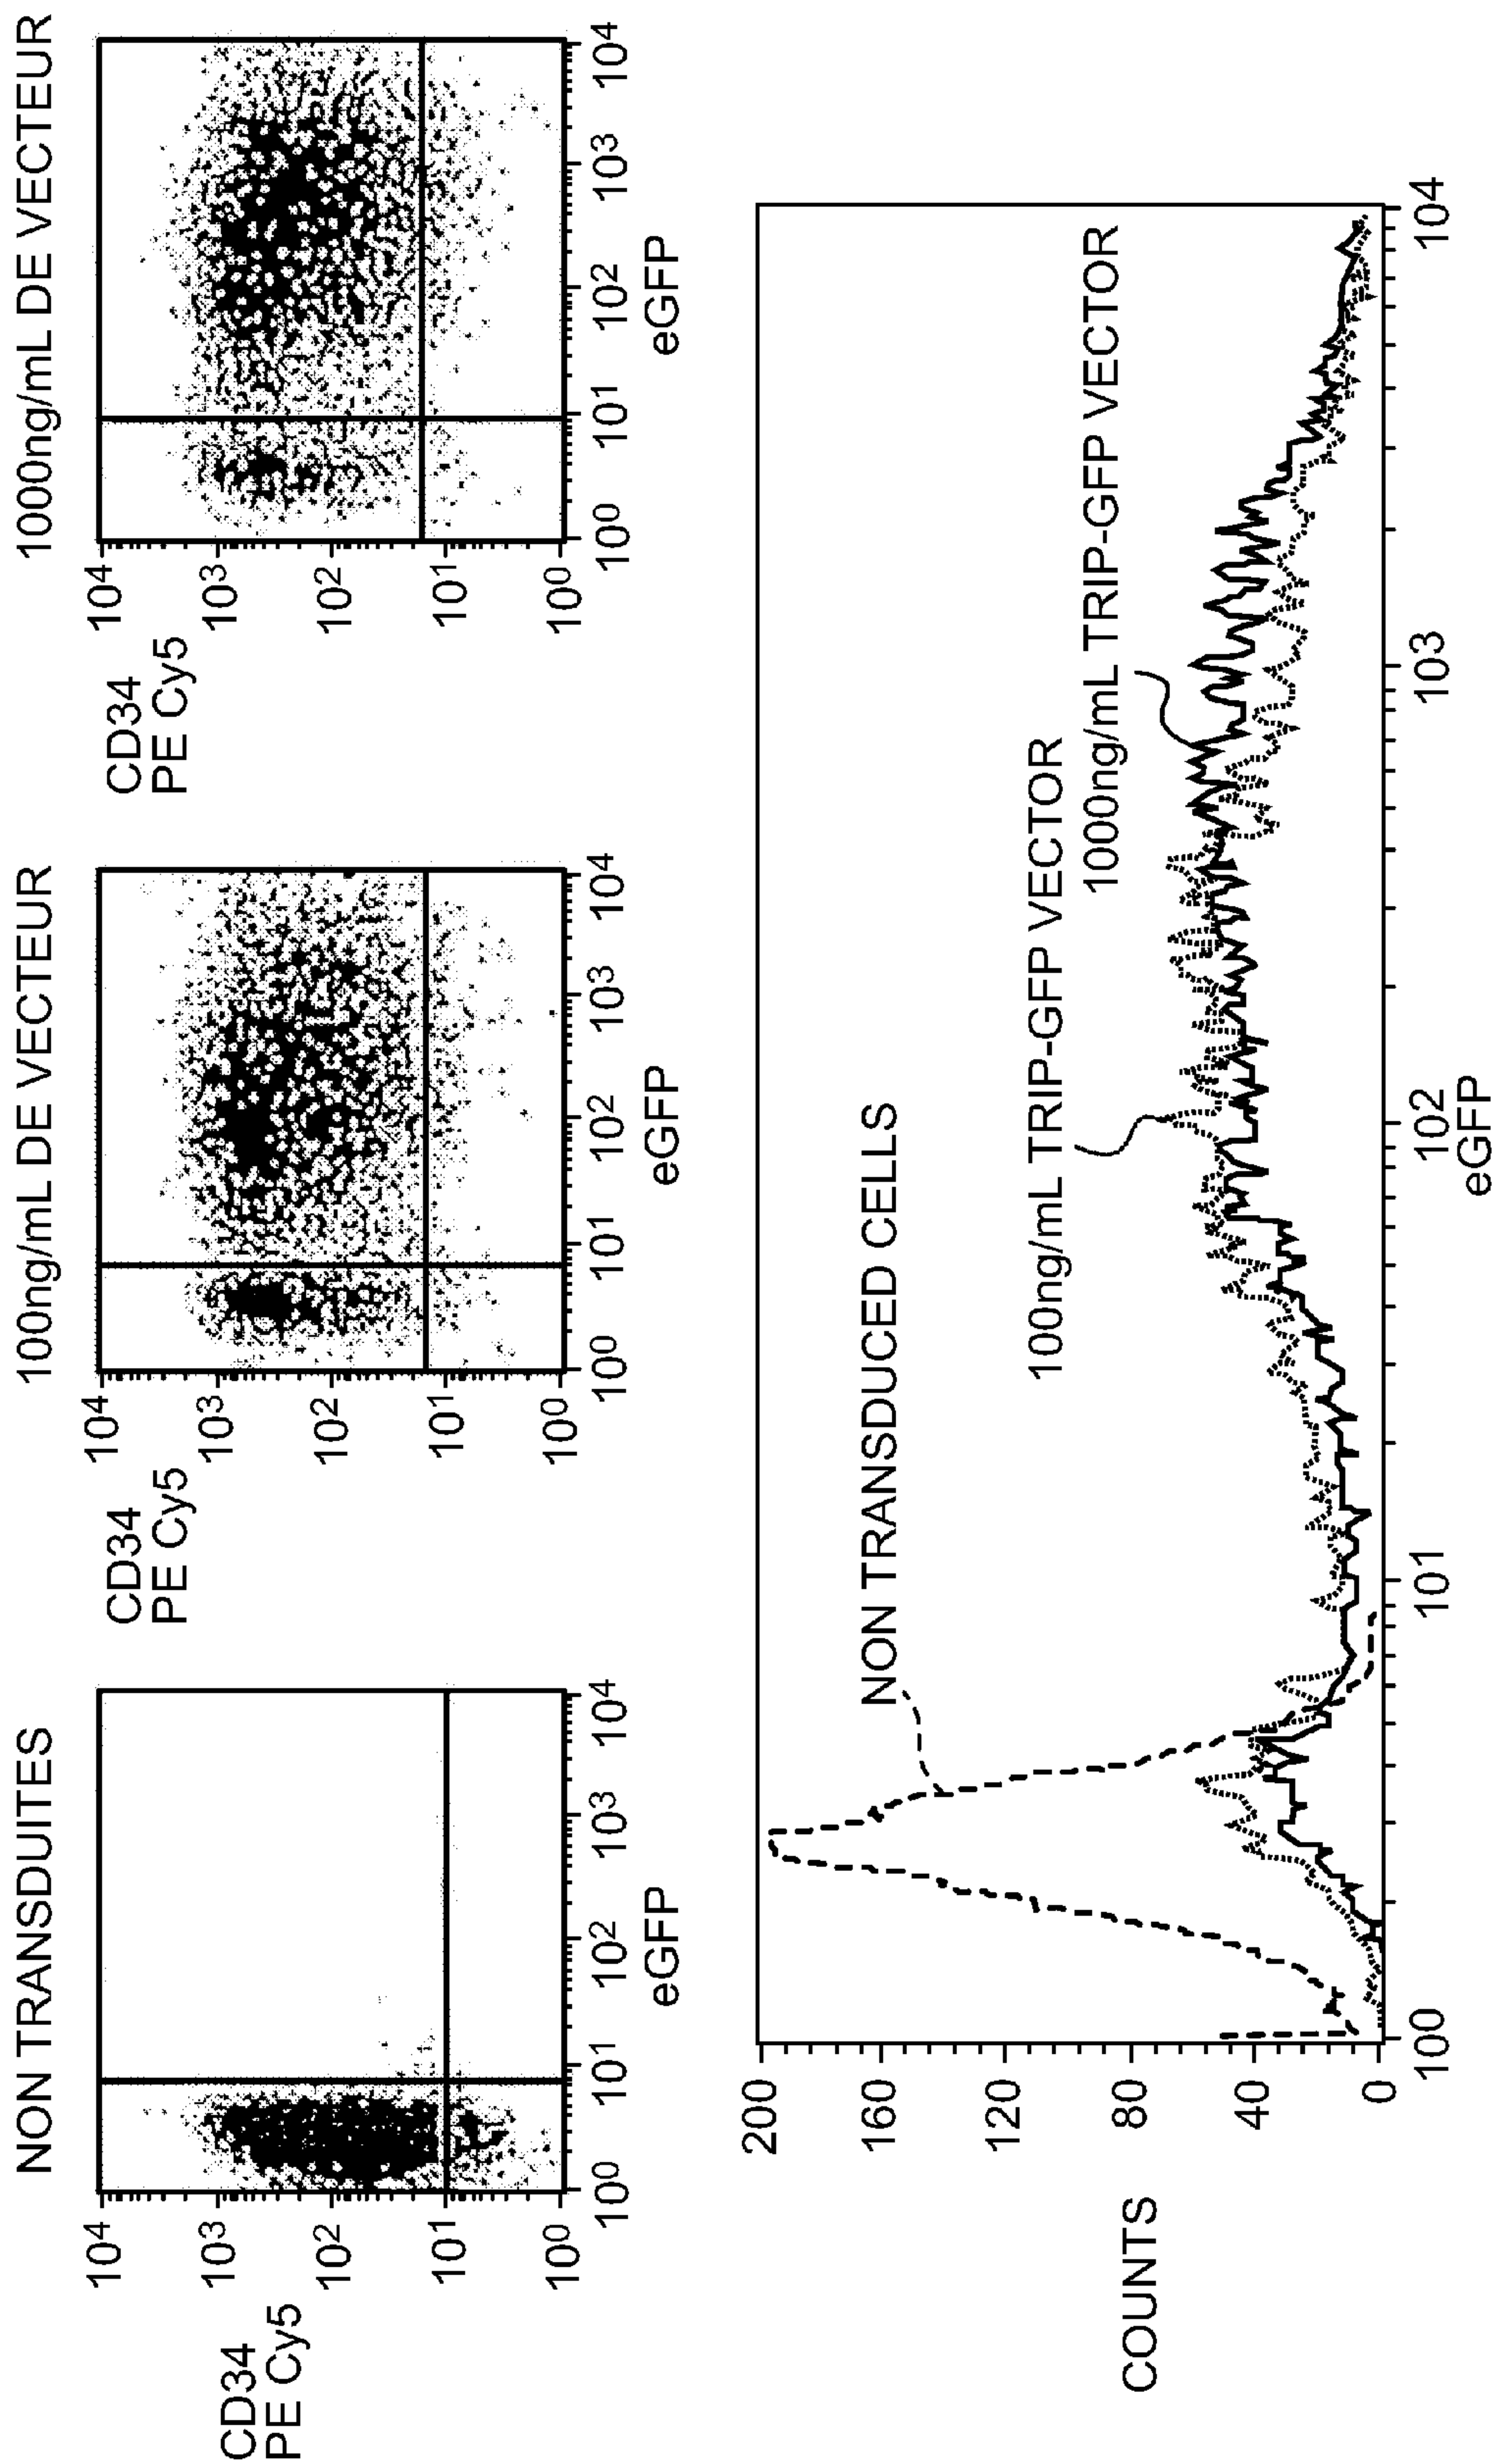 NON TRANSDUITES
CD34
PE Cy5
10⁴
10³
10²
10¹
10⁰
10⁰
10¹
10²
10³
10⁴
eGFP
100ng/mL DE VECTEUR
CD34
PE Cy5
10⁴
10³
10²
10¹
10⁰
10⁰
10¹
10²
10³
10⁴
eGFP
1000ng/mL DE VECTEUR
CD34
PE Cy5
10⁴
10³
10²
10¹
10⁰
10⁰
10¹
10²
10³
10⁴
eGFP
COUNTS
200
160
120
80
40
0
NON TRANSDUCED CELLS
100ng/mL TRIP-GFP VECTOR
1000ng/mL TRIP-GFP VECTOR
100
101
102
103
104
eGFP